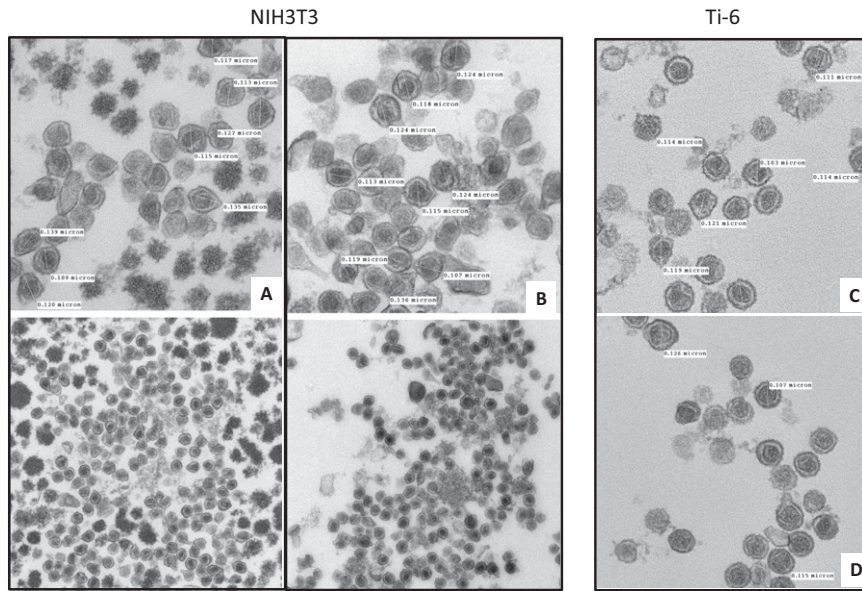 NIH3T3
Ti-6
0.117 micron
0.113 micron
0.127 micron
0.115 micron
0.135 micron
0.139 micron
0.109 micron
0.120 micron
A
0.124 micron
0.118 micron
0.124 micron
0.113 micron
0.124 micron
0.115 micron
0.119 micron
0.107 micron
0.136 micron
B
0.111 micron
0.114 micron
0.103 micron
0.114 micron
0.121 micron
0.119 micron
C
0.126 micron
0.107 micron
0.115 micron
D